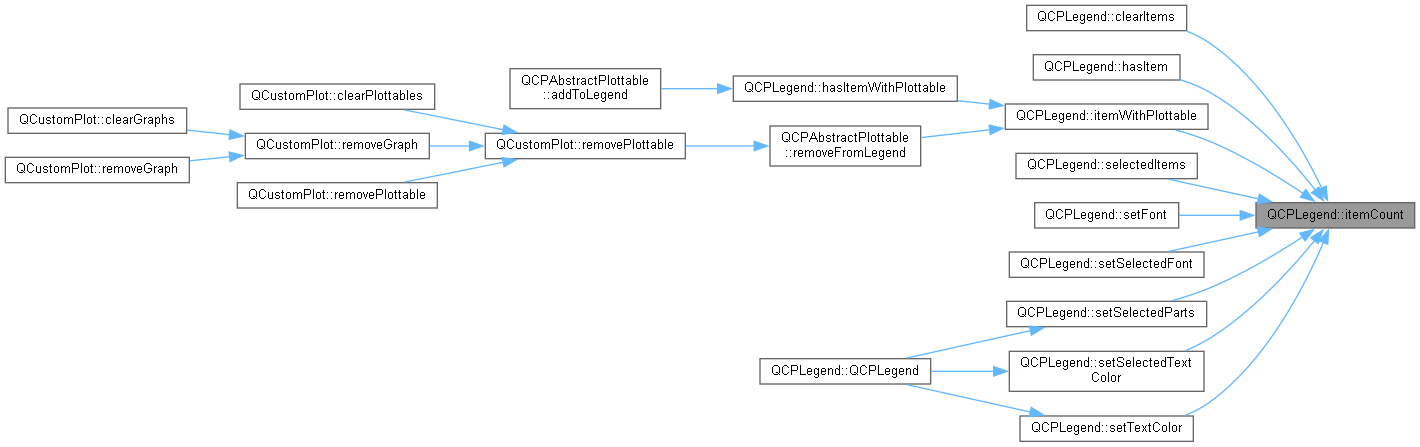 QCPLegend::clearItems
QCPLegend::hasItem
QCPAbstractPlottable
::addToLegend
QCPLegend::hasItemWithPlottable
QCustomPlot::clearPlottables
QCPLegend::itemWithPlottable
QCustomPlot::clearGraphs
QCustomPlot::removeGraph
QCustomPlot::removePlottable
QCPAbstractPlottable
::removeFromLegend
QCustomPlot::removeGraph
QCPLegend::selectedItems
QCustomPlot::removePlottable
QCPLegend::setFont
QCPLegend::itemCount
QCPLegend::setSelectedFont
QCPLegend::setSelectedParts
QCPLegend::QCPLegend
QCPLegend::setSelectedText
Color
QCPLegend::setTextColor